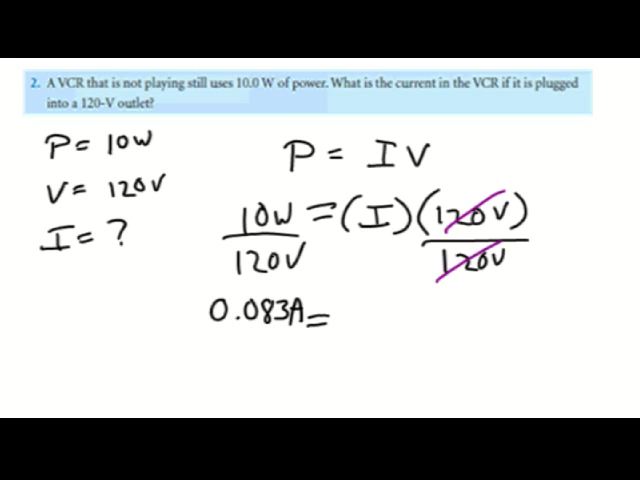 2. A VCR that is not playing still uses 10.0 W of power. What is the current in the VCR if it is plugged
into a 120-V outlet?
P = 10W
V = 120V
I = ?
P = IV
10W/120V = (I)(120V)/120V
0.083A =